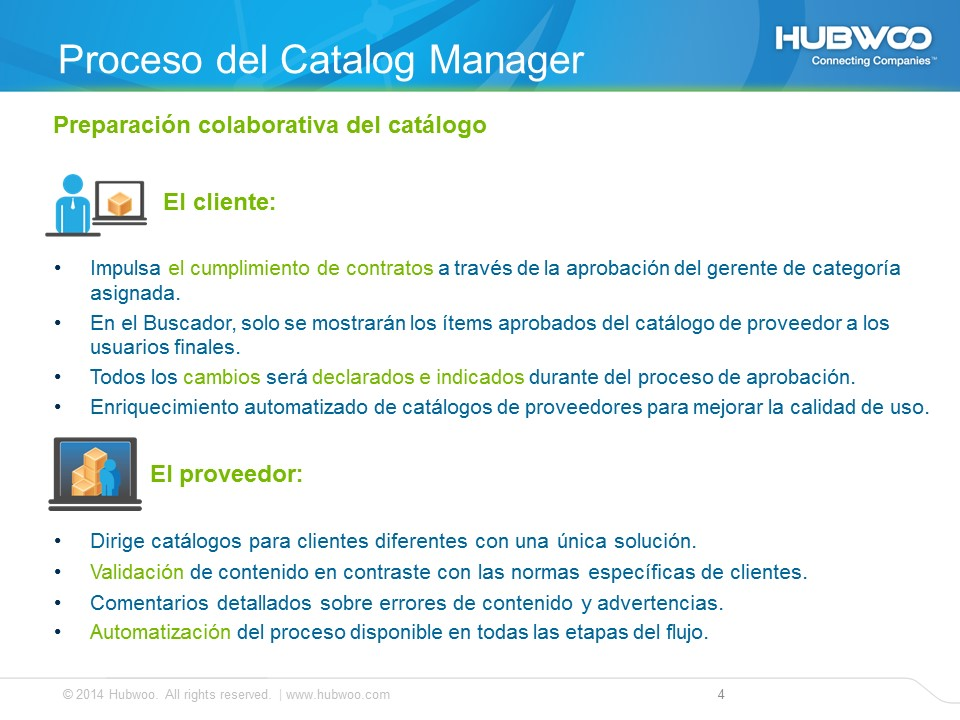 Proceso del Catalog Manager
HUBWOO
Connecting Companies™
Preparación colaborativa del catálogo
El cliente:
• Impulsa el cumplimiento de contratos a través de la aprobación del gerente de categoría
asignada.
• En el Buscador, solo se mostrarán los ítems aprobados del catálogo de proveedor a los
usuarios finales.
• Todos los cambios será declarados e indicados durante del proceso de aprobación.
• Enriquecimiento automatizado de catálogos de proveedores para mejorar la calidad de uso.
El proveedor:
• Dirige catálogos para clientes diferentes con una única solución.
• Validación de contenido en contraste con las normas específicas de clientes.
• Comentarios detallados sobre errores de contenido y advertencias.
• Automatización del proceso disponible en todas las etapas del flujo.
© 2014 Hubwoo. All rights reserved. | www.hubwoo.com 4